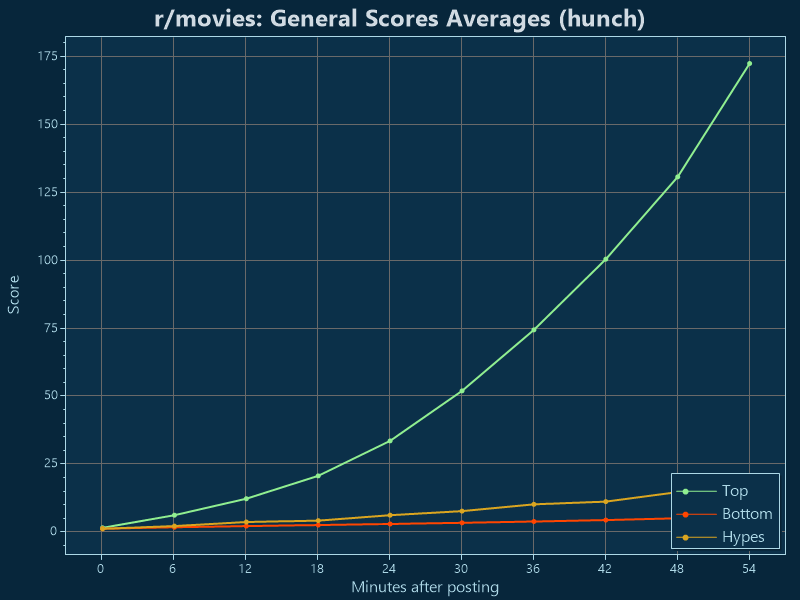 r/movies: General Scores Averages (hunch)
175
150
125
100
75
50
25
0
Score
0 6 12 18 24 30 36 42 48 54
Minutes after posting
Top
Bottom
Hypes